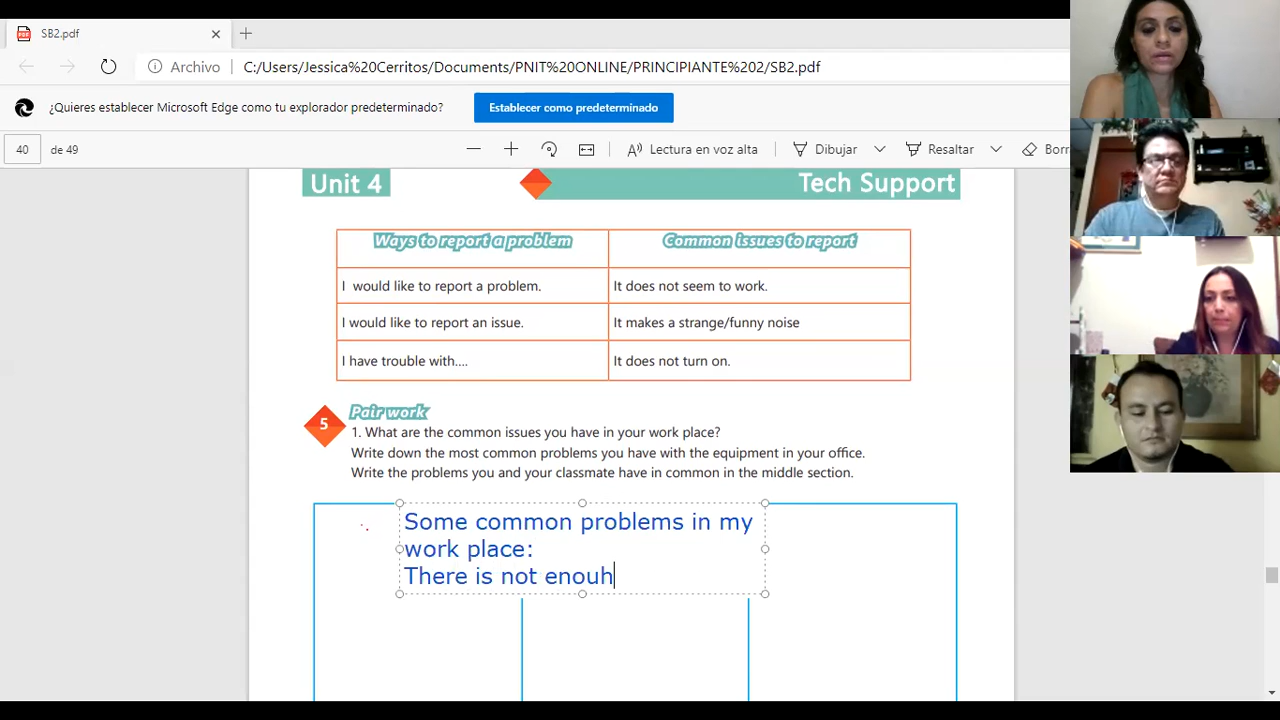 SB2.pdf
Archivo C:/Users/Jessica%20Cerritos/Documents/PNIT%20ONLINE/PRINCIPIANTE%202/SB2.pdf
¿Quieres establecer Microsoft Edge como tu explorador predeterminado? Establecer como predeterminado
40 de 49 Lectura en voz alta Dibujar Resaltar Borr
Unit 4 Tech Support
Ways to report a problem Common issues to report
I would like to report a problem. It does not seem to work.
I would like to report an issue. It makes a strange/funny noise
I have trouble with.... It does not turn on.
5 Pair work
1. What are the common issues you have in your work place?
Write down the most common problems you have with the equipment in your office.
Write the problems you and your classmate have in common in the middle section.
Some common problems in my
work place:
There is not enouh